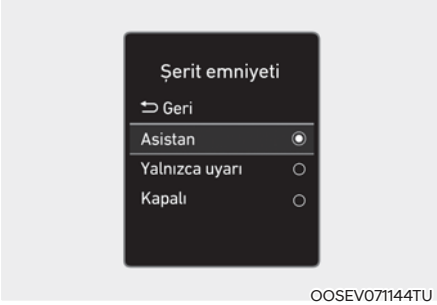 Şerit emniyeti
Geri
Asistan
Yalnızca uyarı
Kapalı
OOSEV071144TU